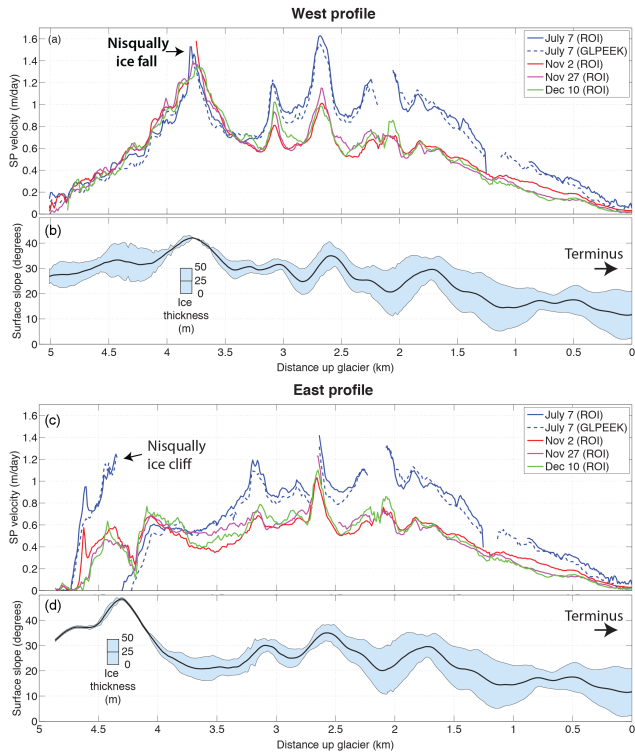 West profile
(a)
Nisqually
ice fall
July 7 (ROI)
July 7 (GLPEEK)
Nov 2 (ROI)
Nov 27 (ROI)
Dec 10 (ROI)
SP velocity (m/day)
1.6
1.4
1.2
1
0.8
0.6
0.4
0.2
0
(b)
Surface slope (degrees)
40
30
20
10
0
50
25
0
Ice
thickness
(m)
Terminus
5 4.5 4 3.5 3 2.5 2 1.5 1 0.5 0
Distance up glacier (km)
East profile
(c)
Nisqually
ice cliff
July 7 (ROI)
July 7 (GLPEEK)
Nov 2 (ROI)
Nov 27 (ROI)
Dec 10 (ROI)
SP velocity (m/day)
1.6
1.4
1.2
1
0.8
0.6
0.4
0.2
0
(d)
Surface slope (degrees)
40
30
20
10
0
50
25
0
Ice
thickness
(m)
Terminus
5 4.5 4 3.5 3 2.5 2 1.5 1 0.5 0
Distance up glacier (km)